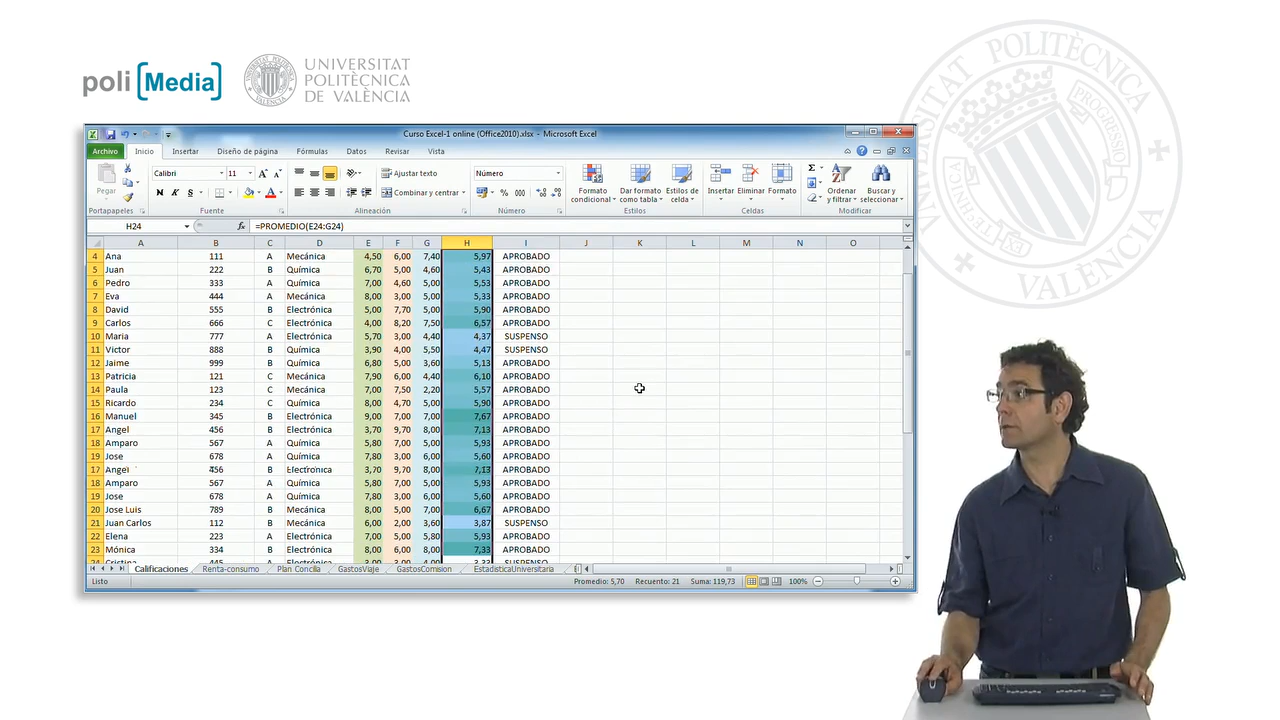 poli [Media]
UNIVERSITAT
POLITÈCNICA
DE VALÈNCIA
UNIVERSITAT POLITÈCNICA
VALÈNCIA
Curso Excel-1 online (Office2010).xlsx - Microsoft Excel
Archivo Inicio Insertar Diseño de página Fórmulas Datos Revisar Vista
Pegar Calibri 11 Ajustar texto Número Formato condicional Dar formato como tabla Estilos de celda Insertar Eliminar Formato Ordenar y filtrar Buscar y seleccionar
N K S Combinar y centrar % 000
Portapapeles Fuente Alineación Número Estilos Celdas Modificar
H24 fx =PROMEDIO(E24:G24)
A B C D E F G H I J K L M N O
4 Ana 111 A Mecánica 4,50 6,00 7,40 5,97 APROBADO
5 Juan 222 B Química 6,70 5,00 4,60 5,43 APROBADO
6 Pedro 333 A Química 7,00 4,60 5,00 5,53 APROBADO
7 Eva 444 A Mecánica 8,00 3,00 5,00 5,33 APROBADO
8 David 555 B Electrónica 5,00 7,70 5,00 5,90 APROBADO
9 Carlos 666 C Electrónica 4,00 8,20 7,50 6,57 APROBADO
10 Maria 777 A Electrónica 5,70 3,00 4,40 4,37 SUSPENSO
11 Victor 888 B Química 3,90 4,00 5,50 4,47 SUSPENSO
12 Jaime 999 B Química 6,80 5,00 3,60 5,13 APROBADO
13 Patricia 121 C Mecánica 7,90 6,00 4,40 6,10 APROBADO
14 Paula 123 C Mecánica 7,00 7,50 2,20 5,57 APROBADO
15 Ricardo 234 C Química 8,00 4,70 5,00 5,90 APROBADO
16 Manuel 345 B Electrónica 9,00 7,00 7,00 7,67 APROBADO
17 Angel 456 B Electrónica 3,70 9,70 8,00 7,13 APROBADO
18 Amparo 567 A Química 5,80 7,00 5,00 5,93 APROBADO
19 Jose 678 A Química 7,80 3,00 6,00 5,60 APROBADO
17 Angel 456 B Electrónica 3,70 9,70 8,00 7,13 APROBADO
18 Amparo 567 A Química 5,80 7,00 5,00 5,93 APROBADO
19 Jose 678 A Química 7,80 3,00 6,00 5,60 APROBADO
20 Jose Luis 789 B Mecánica 8,00 5,00 7,00 6,67 APROBADO
21 Juan Carlos 112 B Mecánica 6,00 2,00 3,60 3,87 SUSPENSO
22 Elena 223 A Mecánica 7,00 5,00 5,80 5,93 APROBADO
23 Mónica 334 B Electrónica 8,00 6,00 8,00 7,33 APROBADO
24 Cristina 445 A Electrónica 3,00 3,00 4,00 3,33 SUSPENSO
Calificaciones Renta-consumo Plan Concilia GastosViaje GastosComision EstadisticaUniversitaria
Listo Promedio: 5,70 Recuento: 21 Suma: 119,73 100%